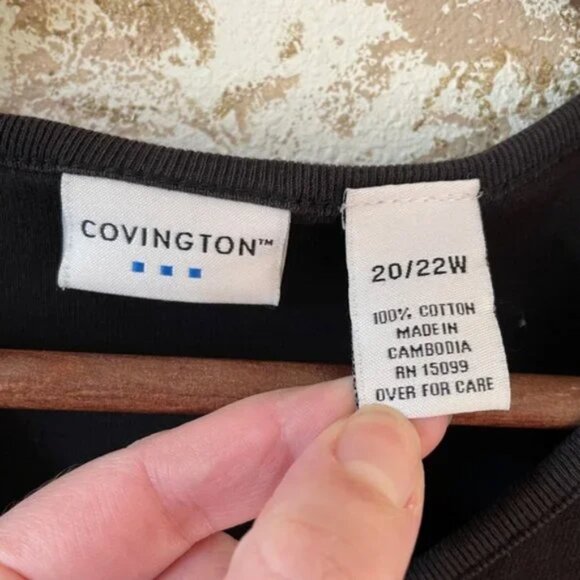 COVINGTON™
20/22W
100% COTTON
MADE IN
CAMBODIA
RN 15099
OVER FOR CARE